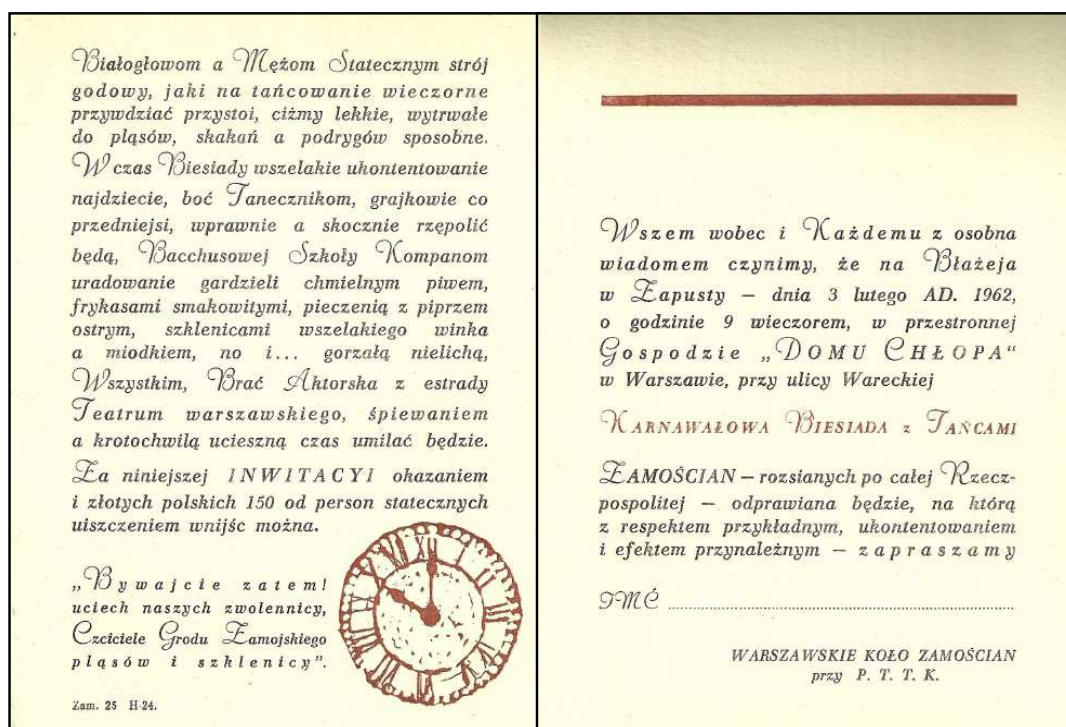 Białogłowom a Mężom Statecznym strój
godowy, jaki na tańcowanie wieczorne
przywdziać przystoi, ciżmy lekkie, wytrwałe
do pląsów, skakań a podrygów sposobne.
W czas Biesiady wszelakie ukontentowanie
najdziecie, boć Tanecznikom, grajkowie co
przedniejsi, wprawnie a skocznie rzępolić
będą, Bacchusowej Szkoły Kompanom
uradowanie gardzieli chmielnym piwem,
frykasami smakowitymi, pieczenią z piprzem
ostrym, szklenicami wszelakiego winka
a miodkiem, no i... gorzałą nielichą,
Wszystkim, Brać Aktorska z estrady
Teatrum warszawskiego, śpiewaniem
a krotochwilą ucieszną czas umilać będzie.
Za niniejszej INWITACYI okazaniem
i złotych polskich 150 od person statecznych
uiszczeniem wnijść można.
„Bywajcie zatem!
uciech naszych zwolennicy,
Czciciele Grodu Zamojskiego
pląsów i szklenicy”.
Zam. 25 H-24.
Wszem wobec i Każdemu z osobna
wiadomem czynimy, że na Błażeja
w Zapusty — dnia 3 lutego AD. 1962,
o godzinie 9 wieczorem, w przestronnej
Gospodzie „DOMU CHŁOPA“
w Warszawie, przy ulicy Wareckiej
KARNAWAŁOWA BIESIADA z TAŃCAMI
ZAMOŚCIAN — rozsianych po całej Rzecz-
pospolitej — odprawiana będzie, na którą
z respektem przykładnym, ukontentowaniem
i efektem przynależnym — zapraszamy
IMĆ
WARSZAWSKIE KOŁO ZAMOŚCIAN
przy P. T. T. K.